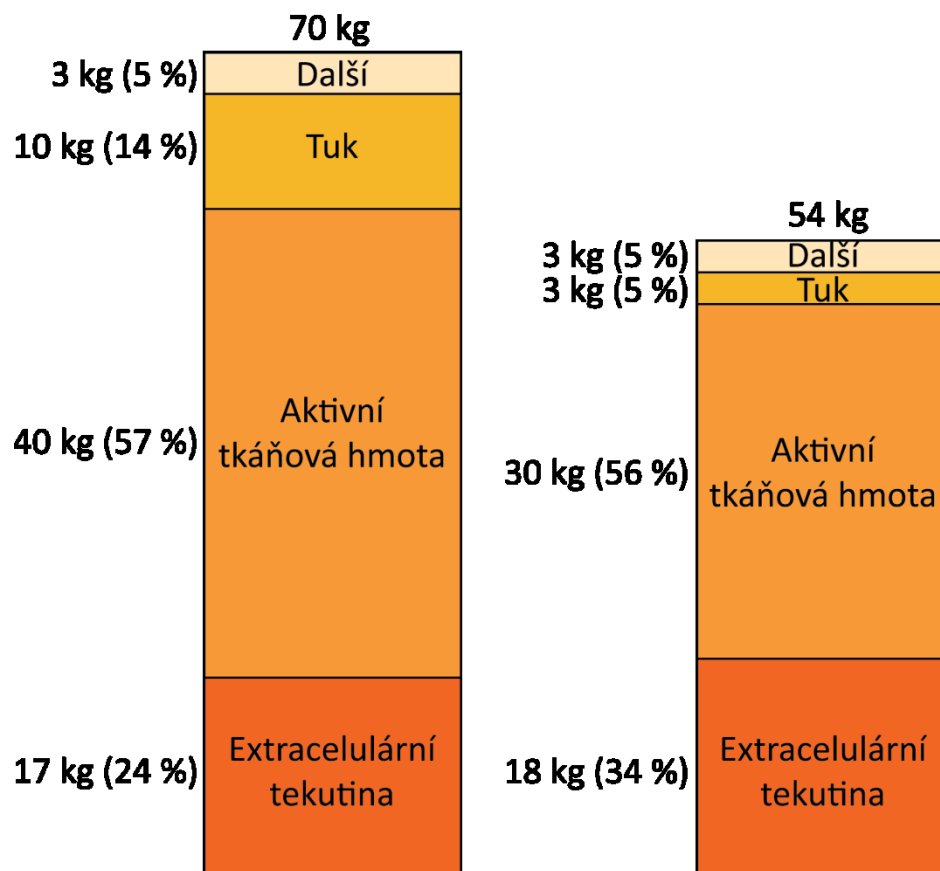 70 kg
3 kg (5 %)
Další
10 kg (14 %)
Tuk
40 kg (57 %)
Aktivní
tkáňová hmota
17 kg (24 %)
Extracelulární
tekutina
54 kg
3 kg (5 %)
Další
3 kg (5 %)
Tuk
30 kg (56 %)
Aktivní
tkáňová hmota
18 kg (34 %)
Extracelulární
tekutina